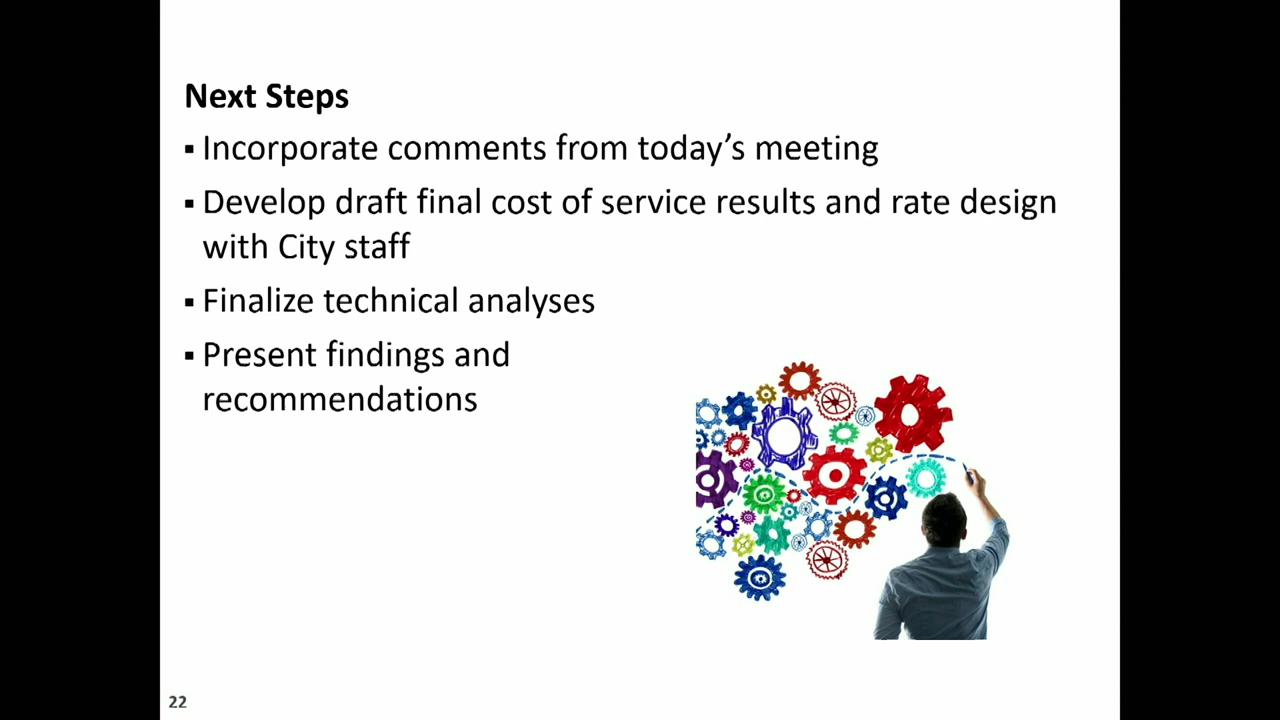 Next Steps
▪ Incorporate comments from today’s meeting
▪ Develop draft final cost of service results and rate design
with City staff
▪ Finalize technical analyses
▪ Present findings and
recommendations
22